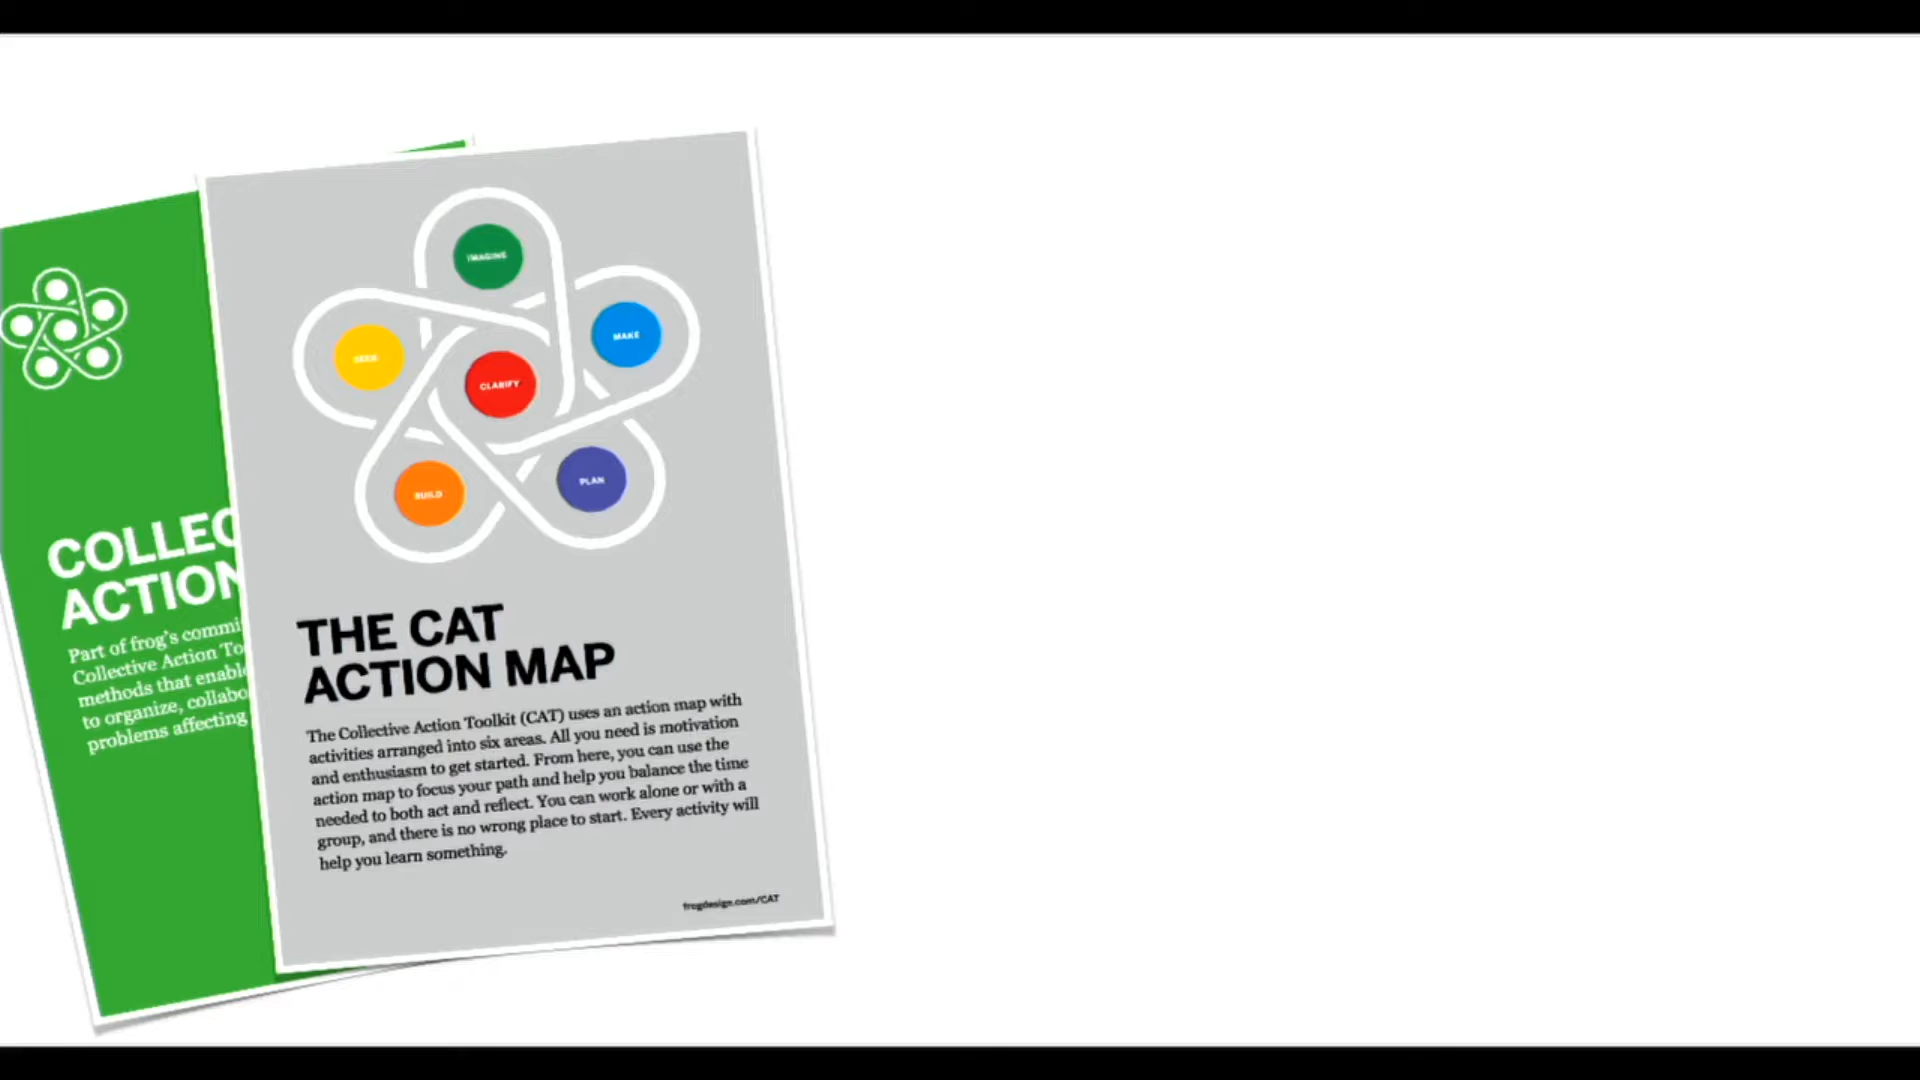 COLLEC
ACTION
Part of frog's commi
Collective Action To
methods that enabl
to organize, collabo
problems affecting
IMAGINE
MAKE
SEEK
CLARIFY
BUILD
PLAN
THE CAT
ACTION MAP
The Collective Action Toolkit (CAT) uses an action map with
activities arranged into six areas. All you need is motivation
and enthusiasm to get started. From here, you can use the
action map to focus your path and help you balance the time
needed to both act and reflect. You can work alone or with a
group, and there is no wrong place to start. Every activity will
help you learn something.
frogdesign.com/CAT